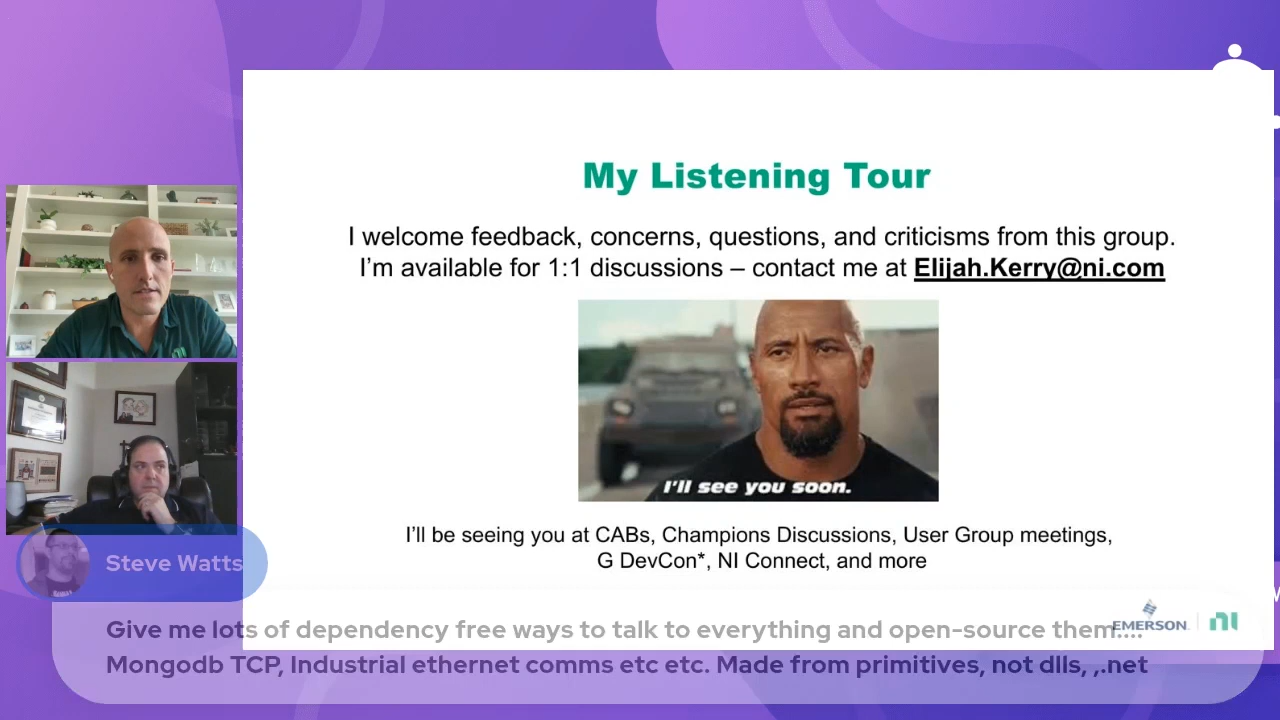 My Listening Tour
I welcome feedback, concerns, questions, and criticisms from this group.
I'm available for 1:1 discussions – contact me at Elijah.Kerry@ni.com
I'll see you soon.
I'll be seeing you at CABs, Champions Discussions, User Group meetings,
G DevCon*, NI Connect, and more
Steve Watts
EMERSON
ni
Give me lots of dependency free ways to talk to everything and open-source them....
Mongodb TCP, Industrial ethernet comms etc etc. Made from primitives, not dlls, ,.net